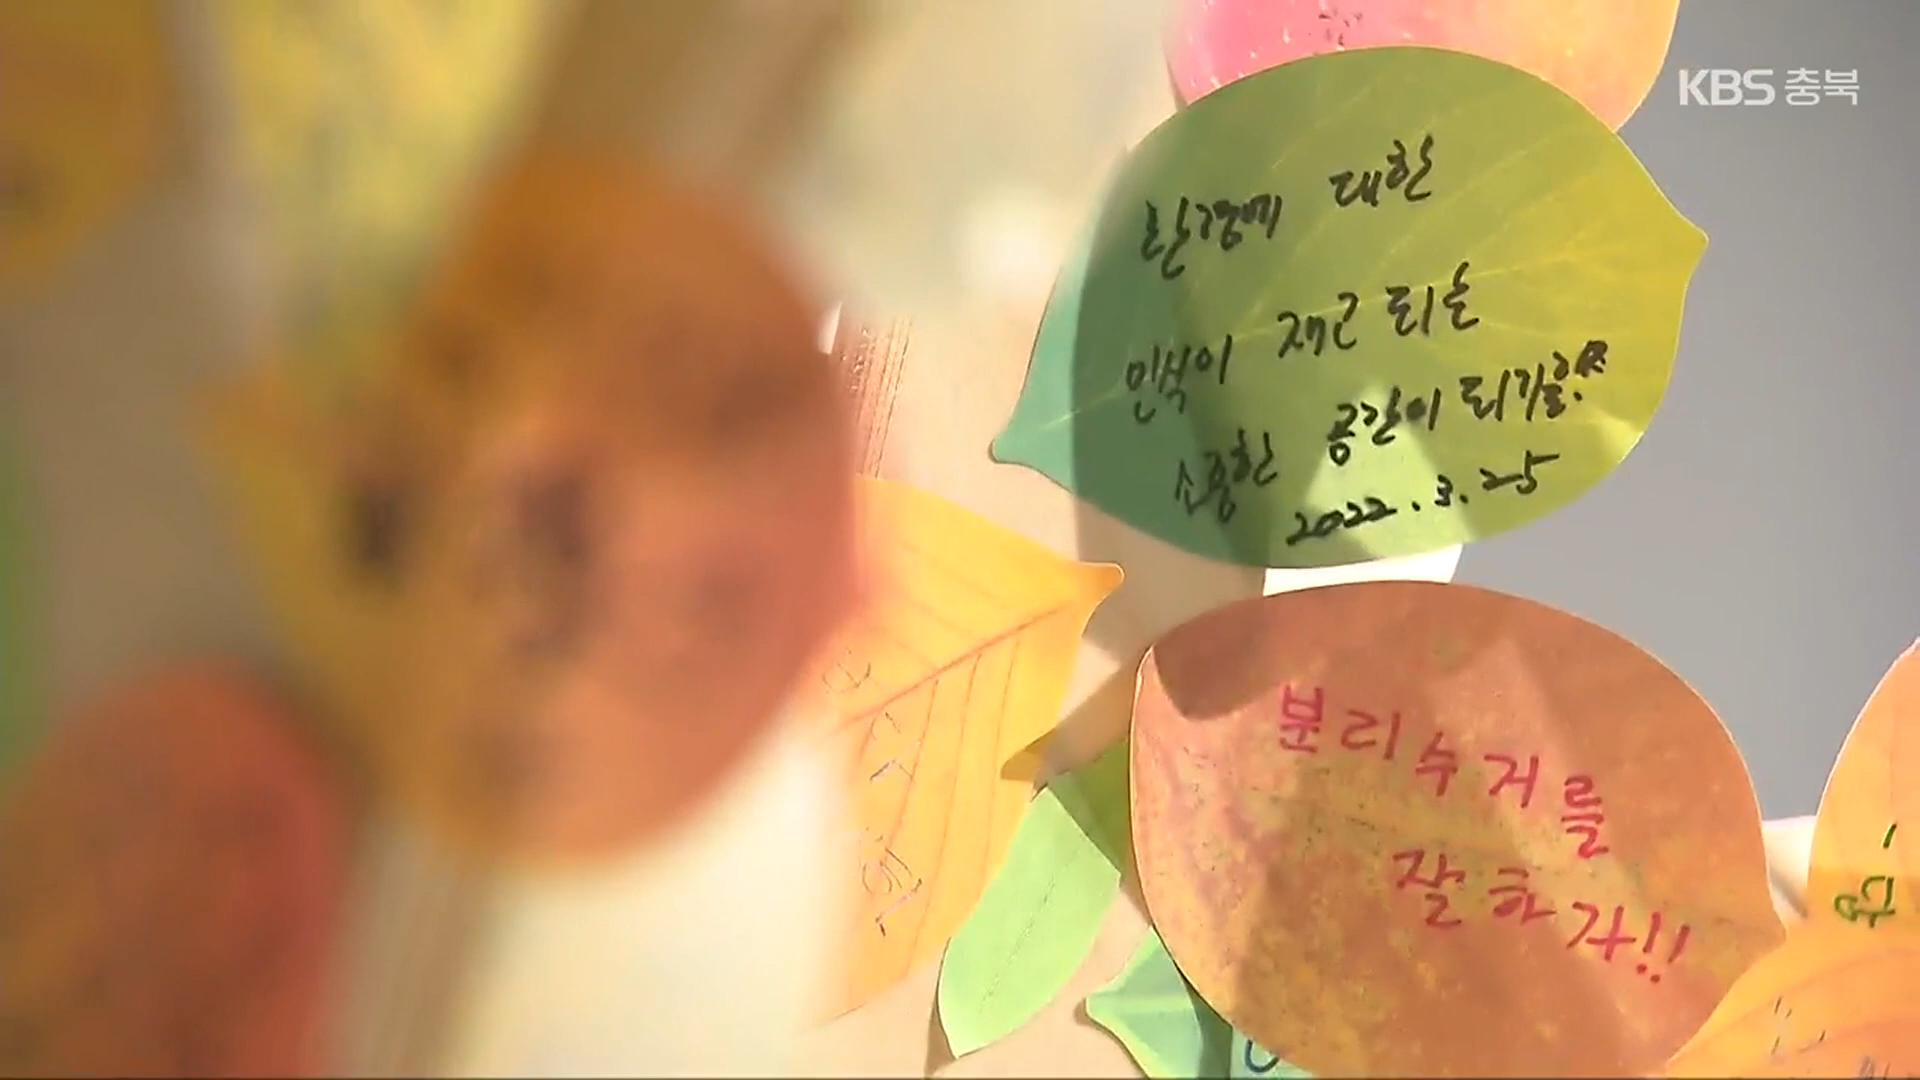 KBS 충북
환경에 대한
인식이 재고 되는
소중한 공간이 되기를!
2022.3.25
분리수거를
잘하자!!